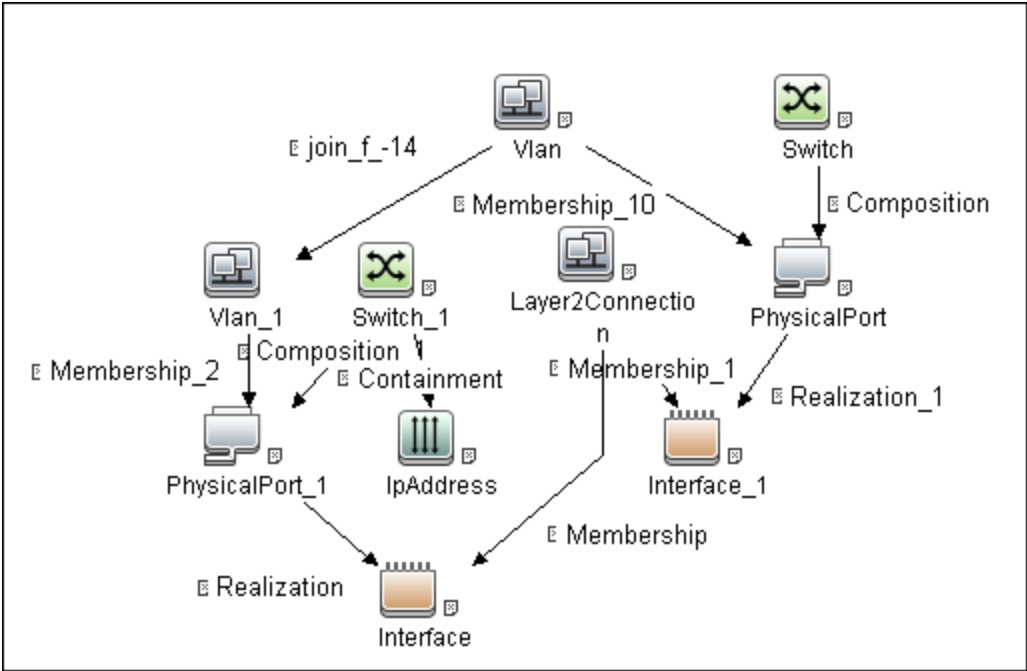 join_f_-14
Vlan
Switch
Membership_10
Composition
Vlan_1
Switch_1
Layer2Connectio
n
PhysicalPort
Membership_2
Composition_1
Containment
Membership_1
Realization_1
PhysicalPort_1
IpAddress
Interface_1
Membership
Realization
Interface